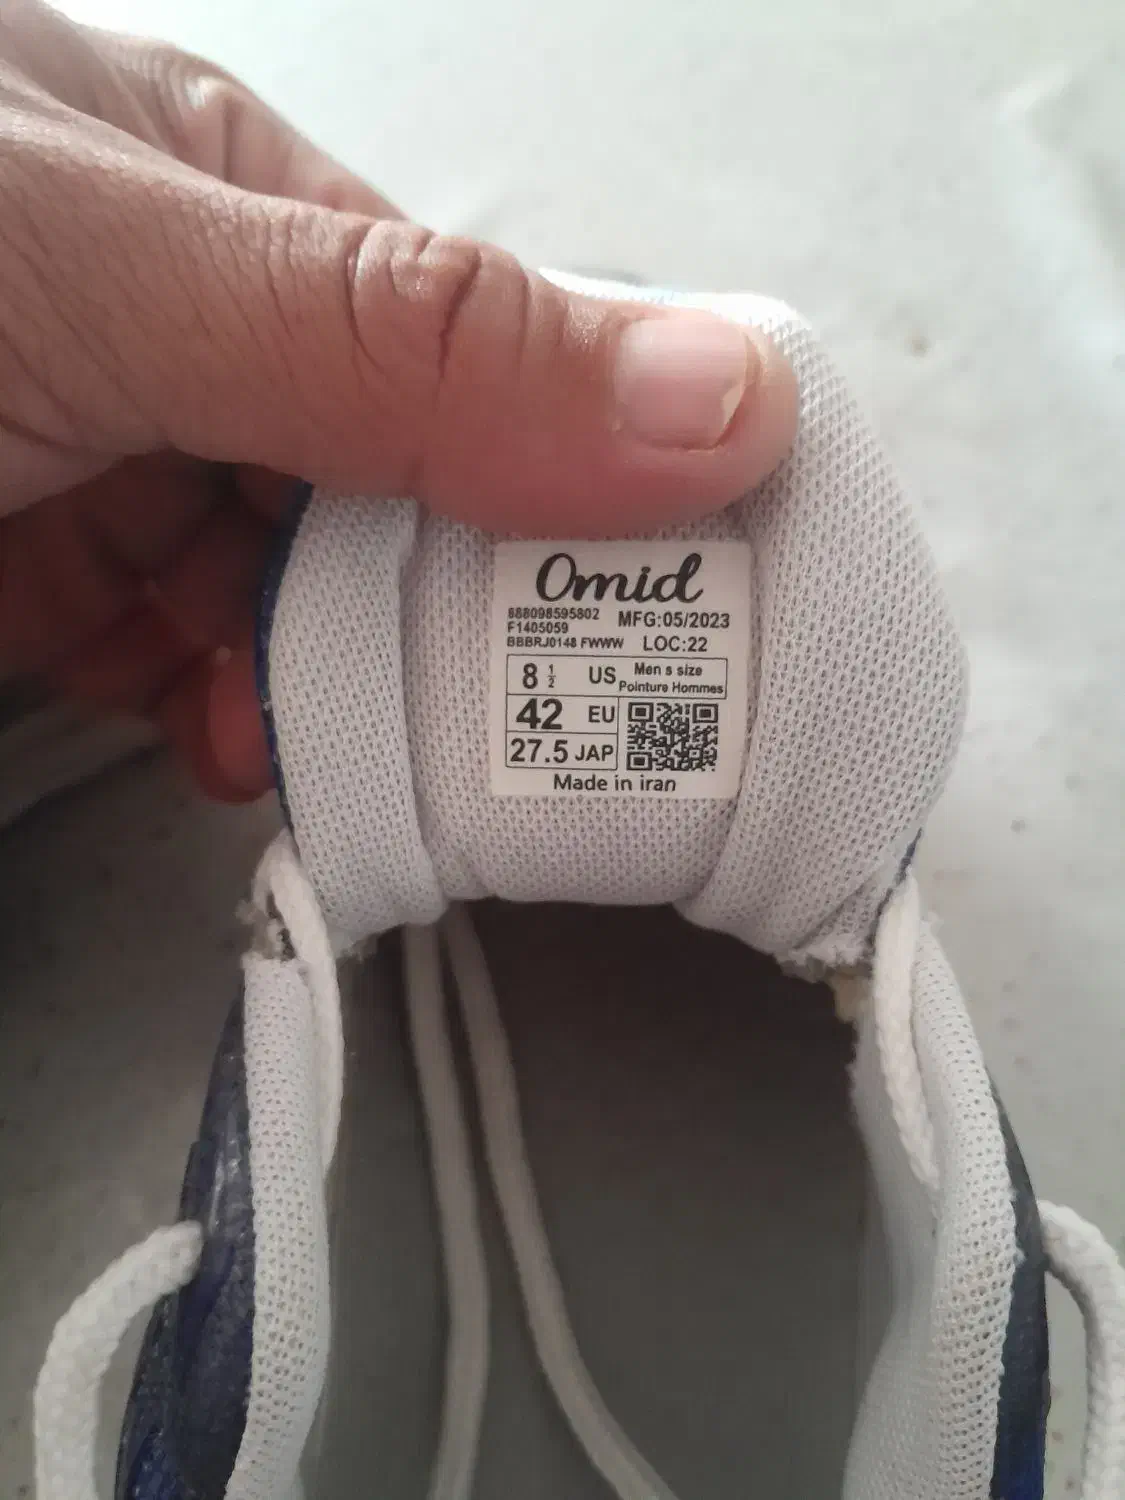 Omid
888098595802
F1405059
BBBRJ0148 FWWW
MFG:05/2023
LOC:22
8 1/2 US
Men s size
Pointure Hommes
42 EU
27.5 JAP
Made in iran